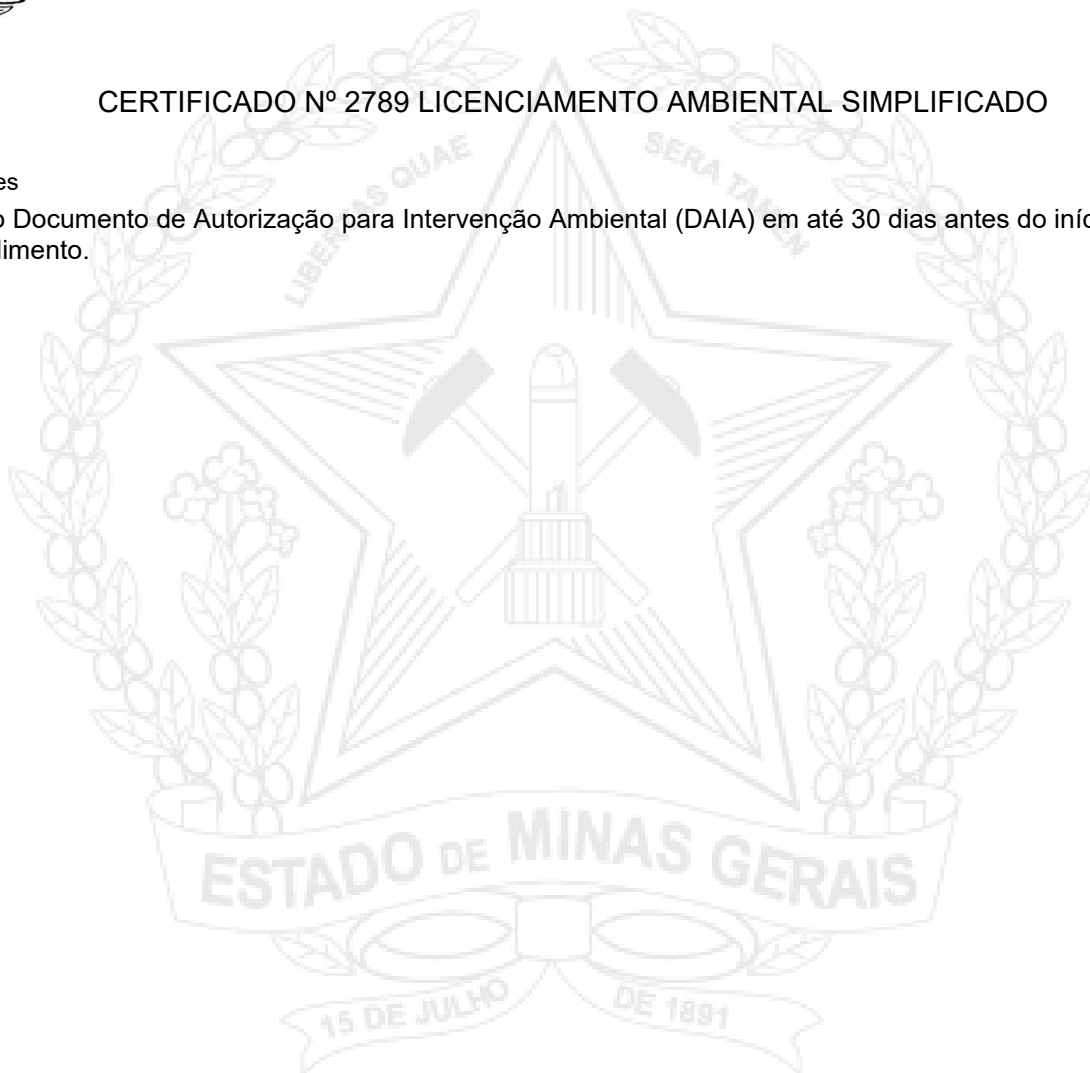 CERTIFICADO Nº 2789 LICENCIAMENTO AMBIENTAL SIMPLIFICADO
es
o Documento de Autorização para Intervenção Ambiental (DAIA) em até 30 dias antes do iníc
dimento.
LIBERTAS QUAE SERA TAMEN
ESTADO DE MINAS GERAIS
15 DE JULHO DE 1891